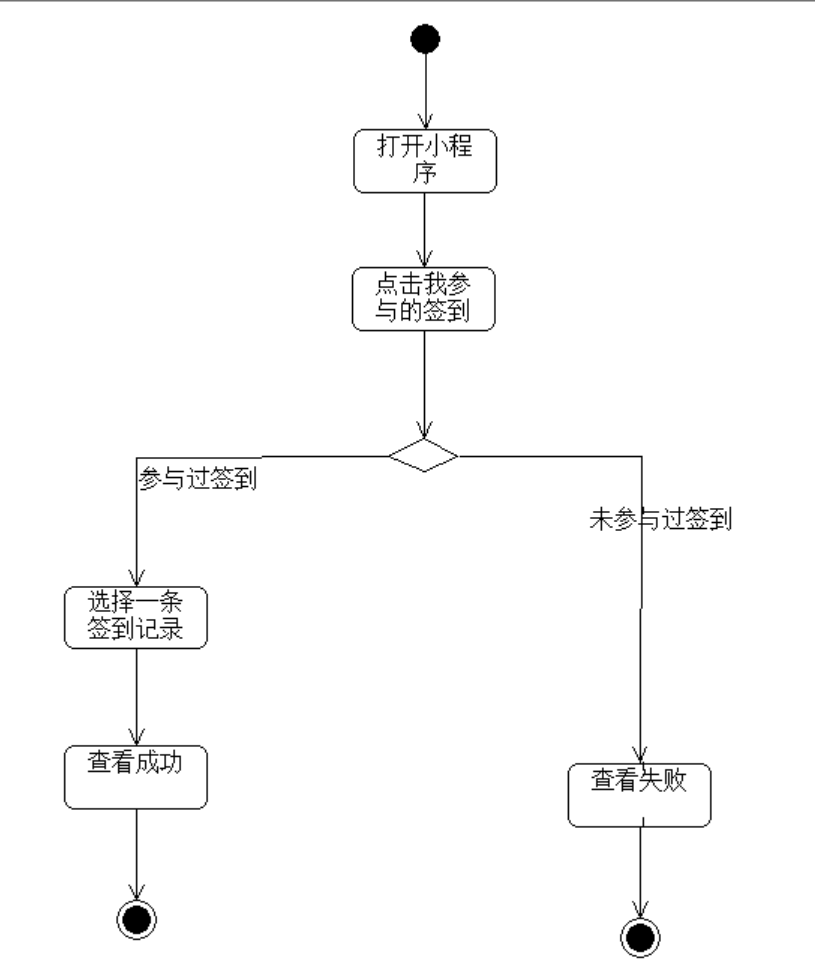 打开小程
序
点击我参
与的签到
参与过签到
未参与过签到
选择一条
签到记录
查看成功
查看失败